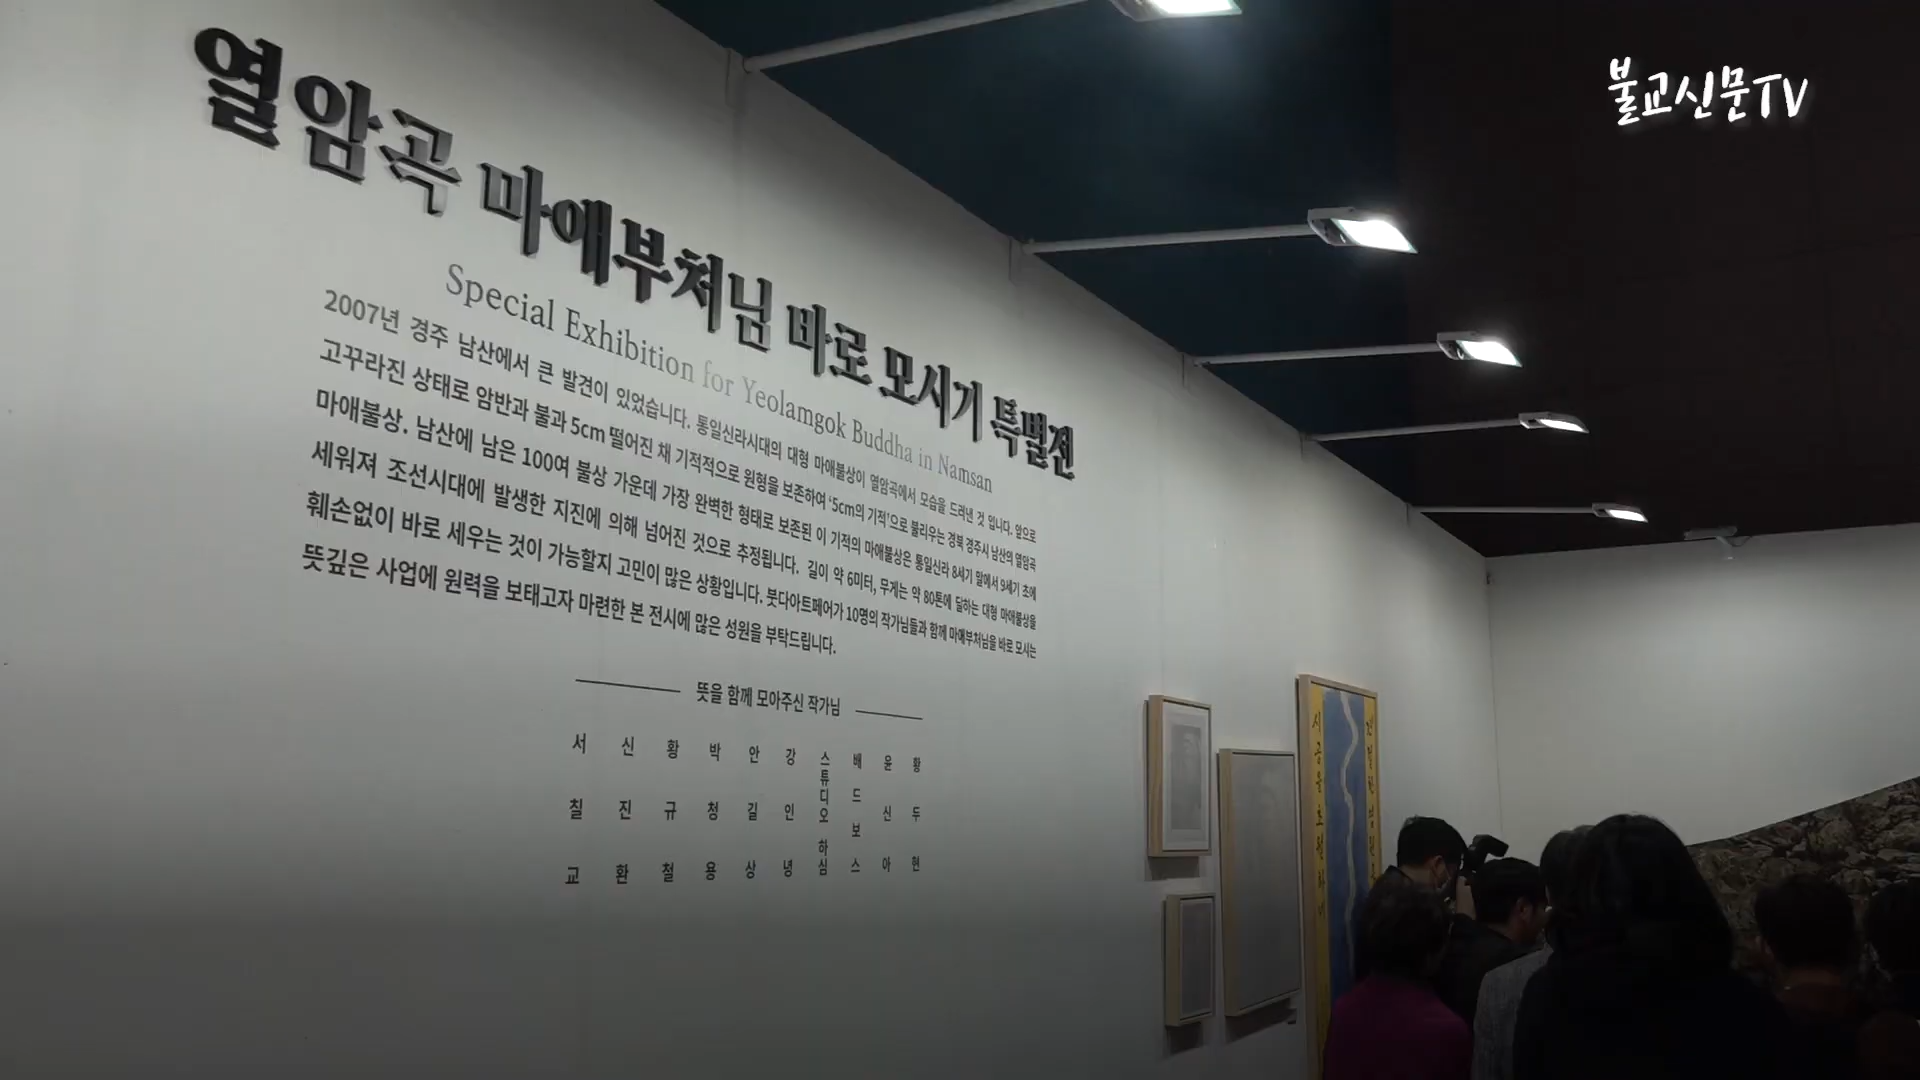 불교신문TV
열암곡 마애부처님 바로 모시기 특별전
Special Exhibition for Yeolamgok Buddha in Namsan
2007년 경주 남산에서 큰 발견이 있었습니다. 통일신라시대의 대형 마애불상이 열암곡에서 모습을 드러낸 것 입니다. 앞으로
고꾸라진 상태로 암반과 불과 5cm 떨어진 채 기적적으로 원형을 보존하여 '5cm의 기적'으로 불리우는 경북 경주시 남산의 열암곡
마애불상. 남산에 남은 100여 불상 가운데 가장 완벽한 형태로 보존된 이 기적의 마애불상은 통일신라 8세기 말에서 9세기 초에
세워져 조선시대에 발생한 지진에 의해 넘어진 것으로 추정됩니다. 길이 약 6미터, 무게는 약 80톤에 달하는 대형 마애불상을
훼손없이 바로 세우는 것이 가능할지 고민이 많은 상황입니다. 붓다아트페어가 10명의 작가님들과 함께 마애부처님을 바로 모시는
뜻깊은 사업에 원력을 보태고자 마련한 본 전시에 많은 성원을 부탁드립니다.
뜻을 함께 모아주신 작가님
서칠교
신진환
황규철
박청용
안길상
강인녕
스튜디오하심
배드보스
윤신아
황두현
시공을초월하니